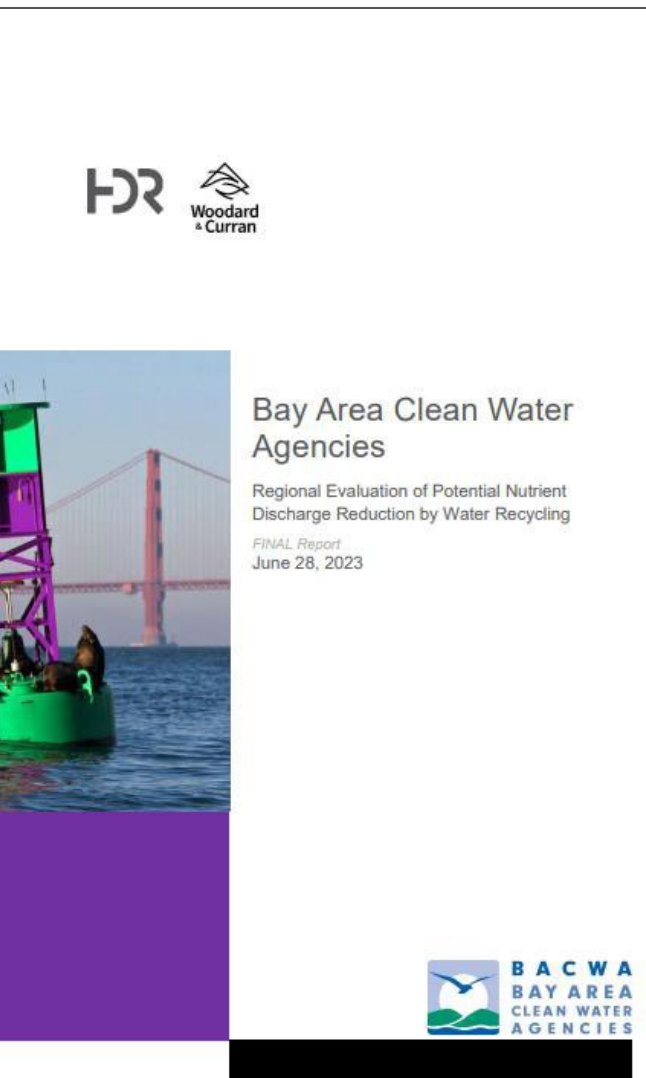 HDR
Woodard
& Curran
Bay Area Clean Water
Agencies
Regional Evaluation of Potential Nutrient
Discharge Reduction by Water Recycling
FINAL Report
June 28, 2023
BACWA
BAY AREA
CLEAN WATER
AGENCIES